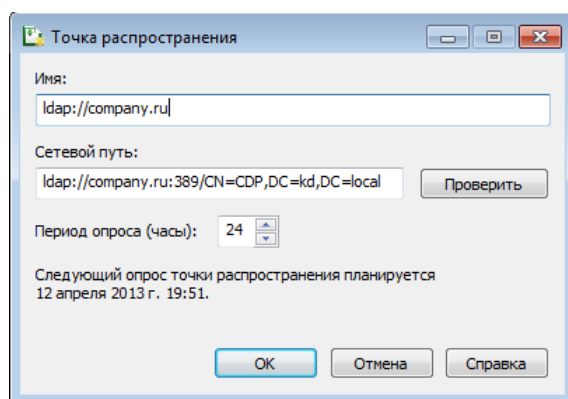 Точка распространения
Имя:
ldap://company.ru
Сетевой путь:
ldap://company.ru:389/CN=CDP,DC=kd,DC=local
Проверить
Период опроса (часы): 24
Следующий опрос точки распространения планируется
12 апреля 2013 г. 19:51.
OK Отмена Справка